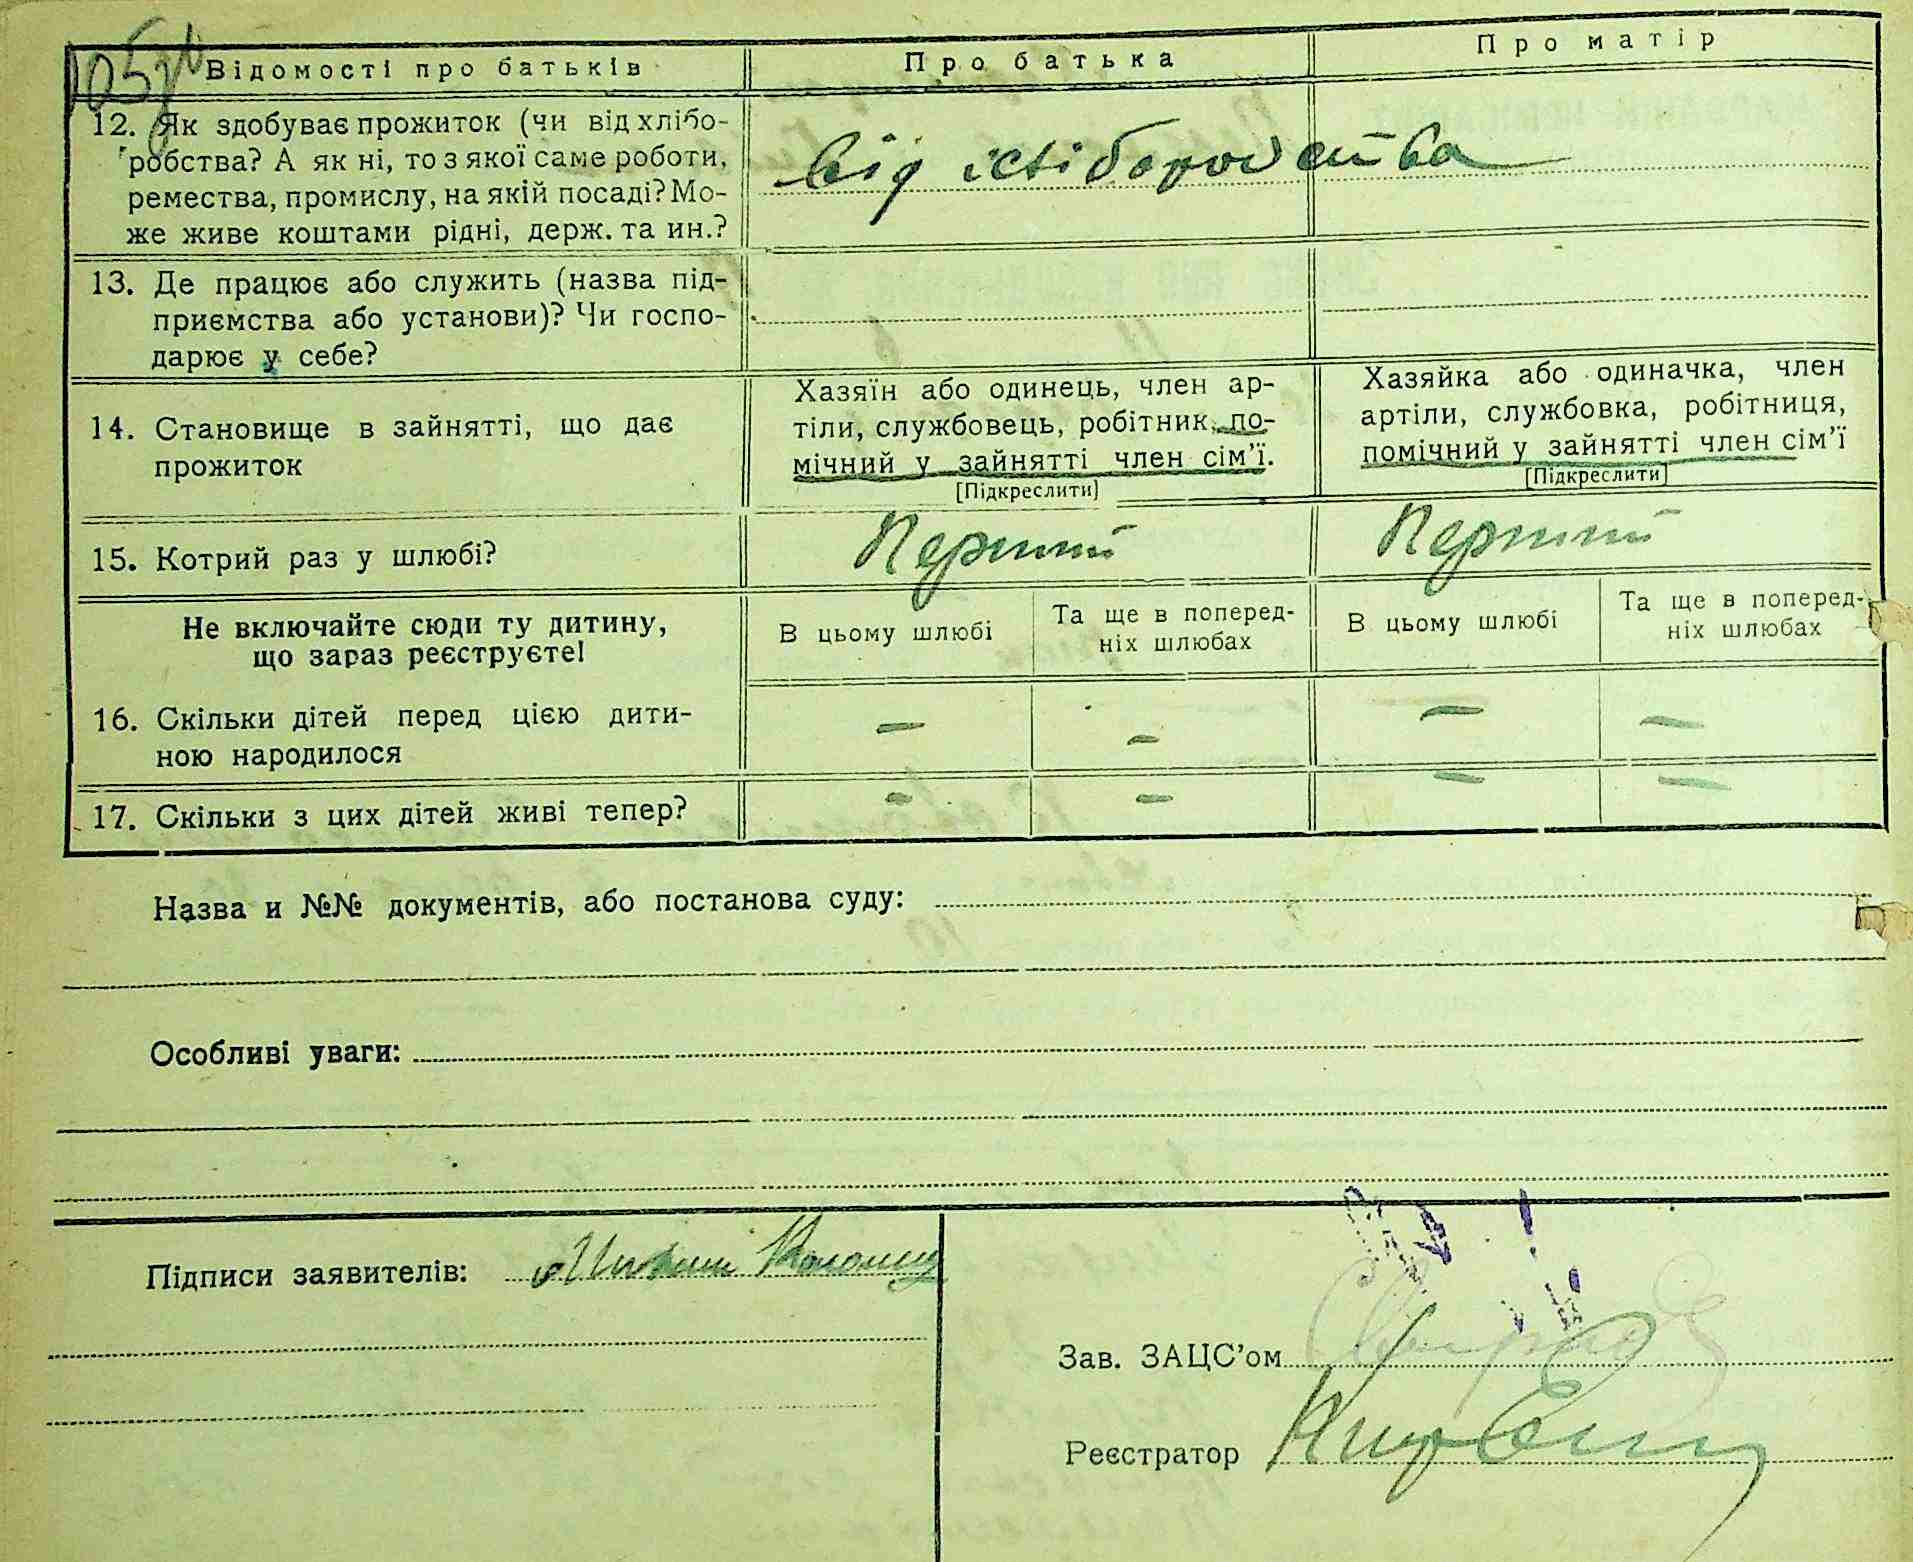 Відомості про батьків
Про батька
Про матір
12. Як здобуває прожиток (чи від хлібо-
робства? А як ні, то з якої саме роботи,
ремества, промислу, на якій посаді? Мо-
же живе коштами рідні, держ. та ин.?
від
13. Де працює або служить (назва під-
приємства або установи)? Чи госпо-
дарює у себе?
14. Становище в зайнятті, що дає
прожиток
Хазяїн або одинець, член ар-
тіли, службовець, робітник, по-
мічний у зайнятті член сім’ї.
[Підкреслити]
Хазяйка або одиначка, член
артіли, службовка, робітниця,
помічний у зайнятті член сім’ї
[Підкреслити]
15. Котрий раз у шлюбі?
Перший
Перший
Не включайте сюди ту дитину,
що зараз реєструєте!
В цьому шлюбі
Та ще в поперед-
ніх шлюбах
В цьому шлюбі
Та ще в поперед-
ніх шлюбах
16. Скільки дітей перед цією дити-
ною народилося
— — — —
17. Скільки з цих дітей живі тепер?
— — — —
Назва и №№ документів, або постанова суду:
Особливі уваги:
Підписи заявителів:
Зав. ЗАЦС’ом
Реєстратор